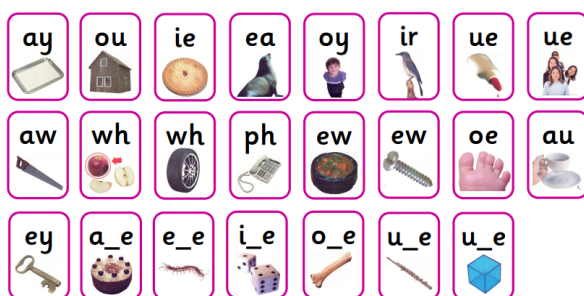 ay ou ie ea oy ir ue ue
aw wh wh ph ew ew oe au
ey a_e e_e i_e o_e u_e u_e